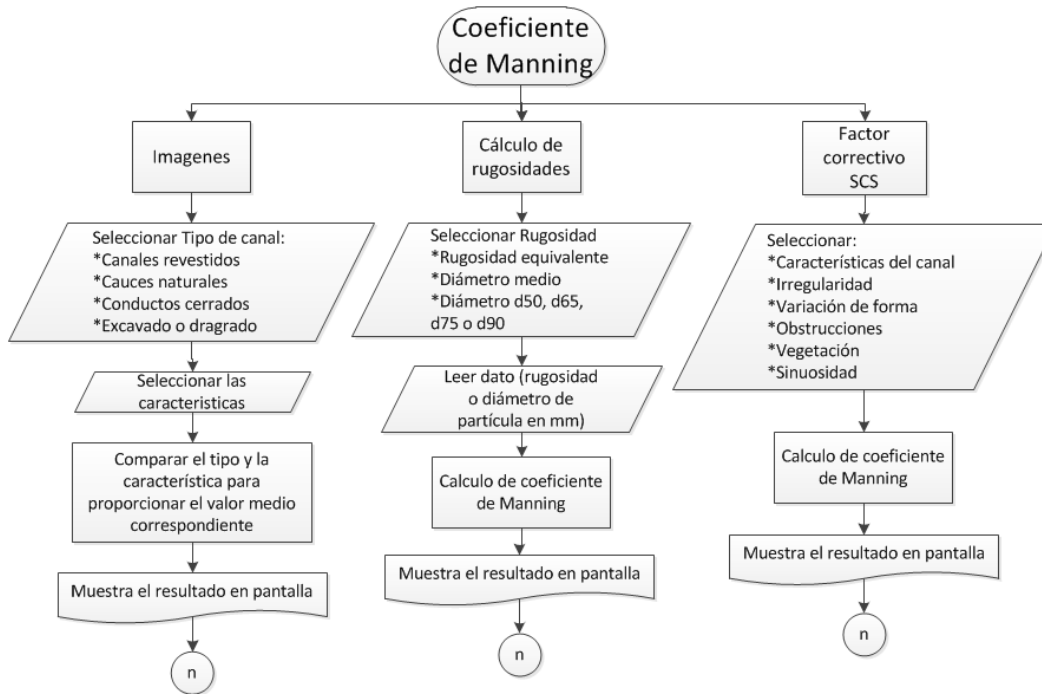 Coeficiente
de Manning
Imagenes
Seleccionar Tipo de canal:
*Canales revestidos
*Cauces naturales
*Conductos cerrados
*Excavado o dragrado
Seleccionar las
caracteristicas
Comparar el tipo y la
característica para
proporcionar el valor medio
correspondiente
Muestra el resultado en pantalla
n
Cálculo de
rugosidades
Seleccionar Rugosidad
*Rugosidad equivalente
*Diámetro medio
*Diámetro d50, d65,
d75 o d90
Leer dato (rugosidad
o diámetro de
partícula en mm)
Calculo de coeficiente
de Manning
Muestra el resultado en pantalla
n
Factor
correctivo
SCS
Seleccionar:
*Características del canal
*Irregularidad
*Variación de forma
*Obstrucciones
*Vegetación
*Sinuosidad
Calculo de coeficiente
de Manning
Muestra el resultado en pantalla
n